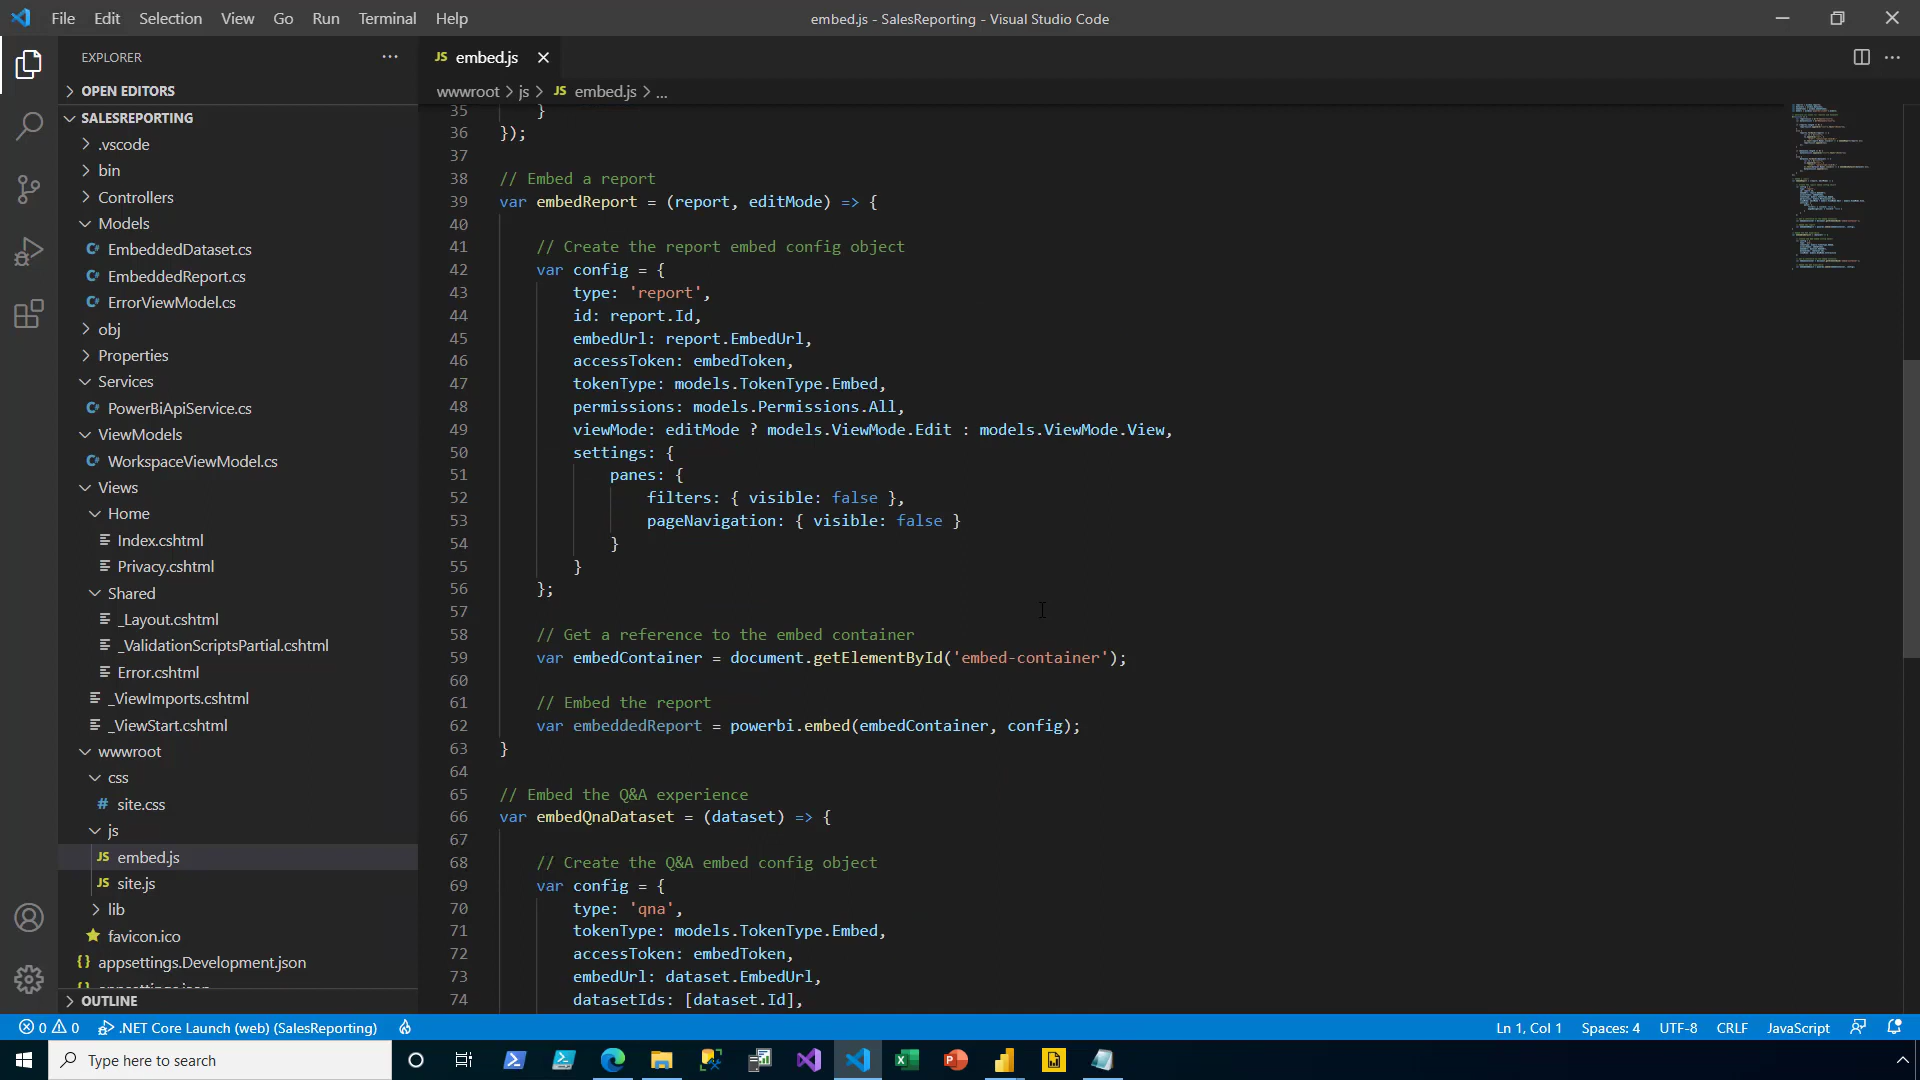 File Edit Selection View Go Run Terminal Help
embed.js - SalesReporting - Visual Studio Code
EXPLORER
OPEN EDITORS
SALESREPORTING
.vscode
bin
Controllers
Models
EmbeddedDataset.cs
EmbeddedReport.cs
ErrorViewModel.cs
obj
Properties
Services
PowerBiApiService.cs
ViewModels
WorkspaceViewModel.cs
Views
Home
Index.cshtml
Privacy.cshtml
Shared
_Layout.cshtml
_ValidationScriptsPartial.cshtml
Error.cshtml
_ViewImports.cshtml
_ViewStart.cshtml
wwwroot
css
# site.css
js
JS embed.js
JS site.js
lib
favicon.ico
{} appsettings.Development.json
OUTLINE
JS embed.js
wwwroot > js > JS embed.js > ...
35 }
36 });
37
38 // Embed a report
39 var embedReport = (report, editMode) => {
40
41 // Create the report embed config object
42 var config = {
43 type: 'report',
44 id: report.Id,
45 embedUrl: report.EmbedUrl,
46 accessToken: embedToken,
47 tokenType: models.TokenType.Embed,
48 permissions: models.Permissions.All,
49 viewMode: editMode ? models.ViewMode.Edit : models.ViewMode.View,
50 settings: {
51 panes: {
52 filters: { visible: false },
53 pageNavigation: { visible: false }
54 }
55 }
56 };
57
58 // Get a reference to the embed container
59 var embedContainer = document.getElementById('embed-container');
60
61 // Embed the report
62 var embeddedReport = powerbi.embed(embedContainer, config);
63 }
64
65 // Embed the Q&A experience
66 var embedQnaDataset = (dataset) => {
67
68 // Create the Q&A embed config object
69 var config = {
70 type: 'qna',
71 tokenType: models.TokenType.Embed,
72 accessToken: embedToken,
73 embedUrl: dataset.EmbedUrl,
74 datasetIds: [dataset.Id],
0 0 .NET Core Launch (web) (SalesReporting)
Ln 1, Col 1 Spaces: 4 UTF-8 CRLF JavaScript
Type here to search